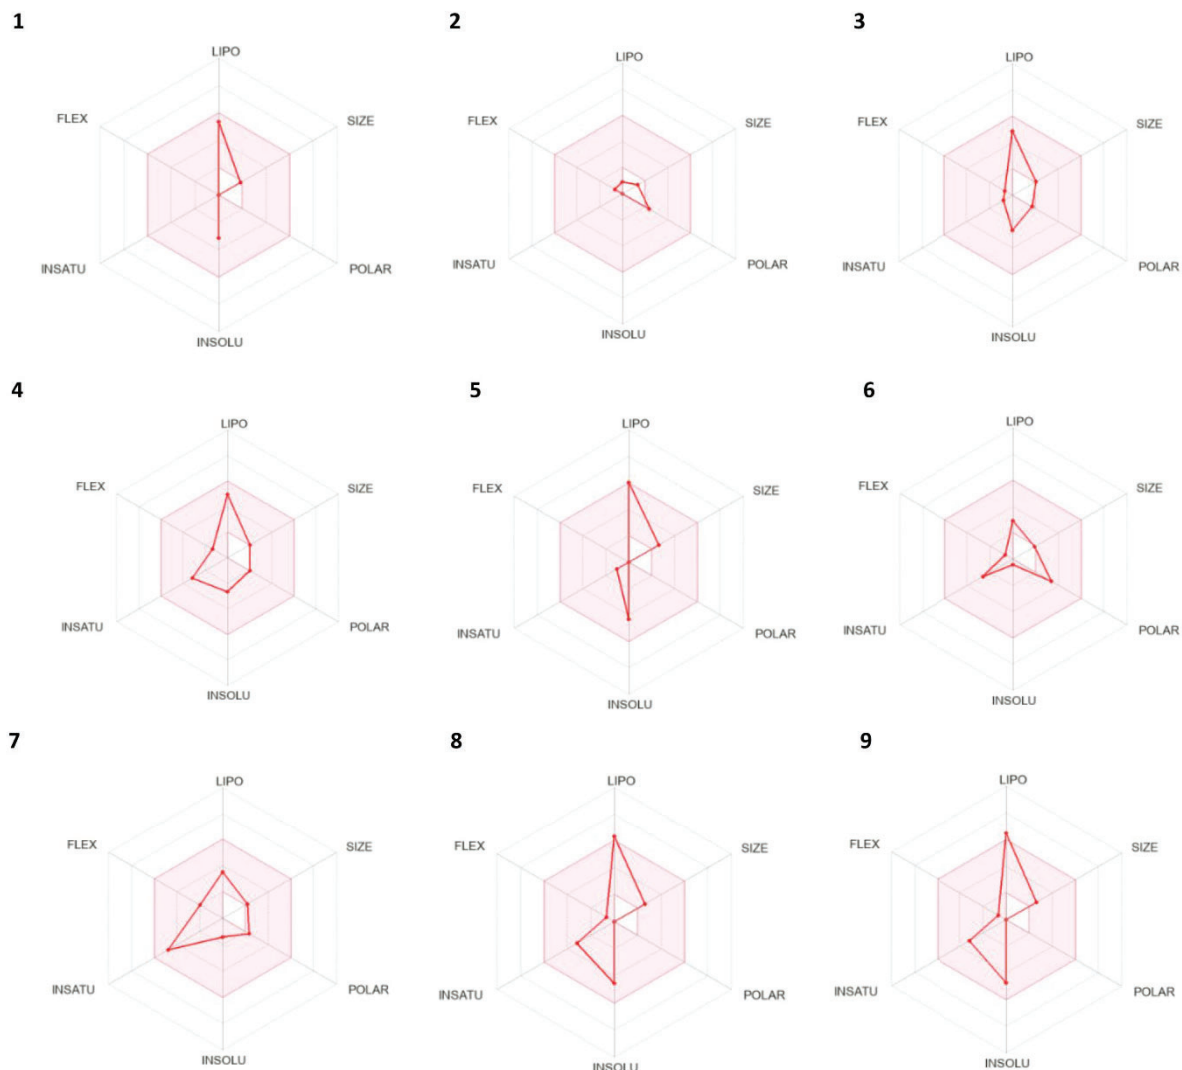 1 2 3
LIPO LIPO LIPO
FLEX SIZE FLEX SIZE FLEX SIZE
INSATU POLAR INSATU POLAR INSATU POLAR
INSOLU INSOLU INSOLU
4 5 6
LIPO LIPO LIPO
FLEX SIZE FLEX SIZE FLEX SIZE
INSATU POLAR INSATU POLAR INSATU POLAR
INSOLU INSOLU INSOLU
7 8 9
LIPO LIPO LIPO
FLEX SIZE FLEX SIZE FLEX SIZE
INSATU POLAR INSATU POLAR INSATU POLAR
INSOLU INSOLU INSOLU